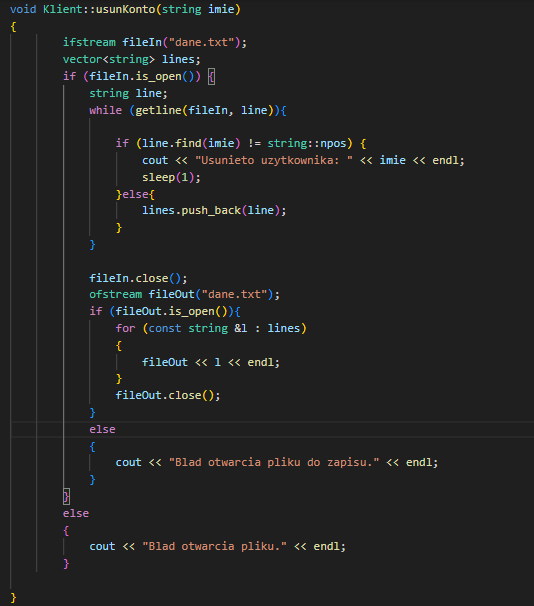 void Klient::usunKonto(string imie)
{
ifstream fileIn("dane.txt");
vector<string> lines;
if (fileIn.is_open()) {
string line;
while (getline(fileIn, line)){
if (line.find(imie) != string::npos) {
cout << "Usunieto uzytkownika: " << imie << endl;
sleep(1);
}else{
lines.push_back(line);
}
}
fileIn.close();
ofstream fileOut("dane.txt");
if (fileOut.is_open()){
for (const string &l : lines)
{
fileOut << l << endl;
}
fileOut.close();
}
else
{
cout << "Blad otwarcia pliku do zapisu." << endl;
}
}
else
{
cout << "Blad otwarcia pliku." << endl;
}
}